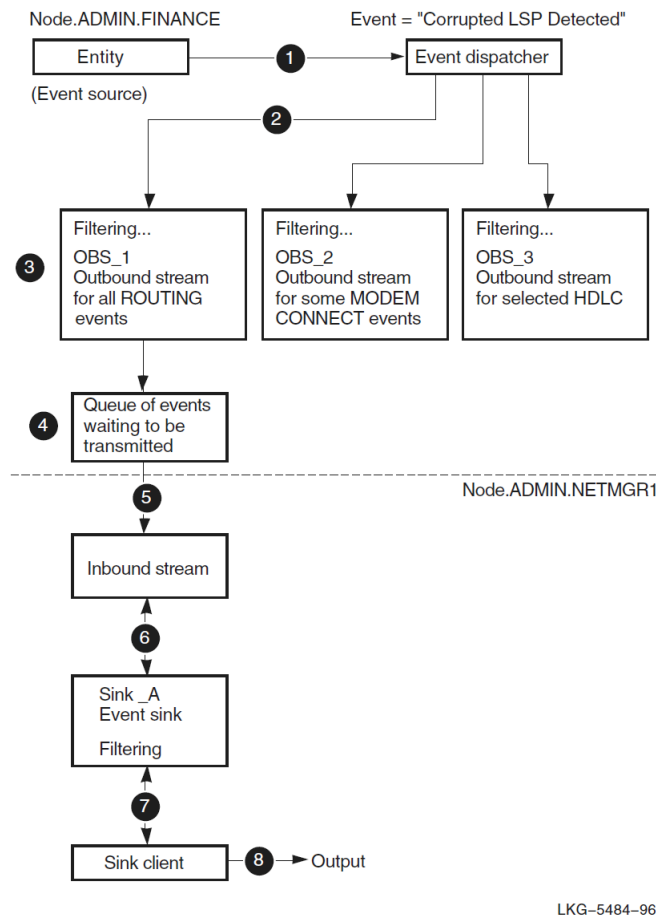 Node.ADMIN.FINANCE
Event = "Corrupted LSP Detected"
Entity
1
Event dispatcher
(Event source)
2
3
Filtering...
OBS_1
Outbound stream
for all ROUTING
events
Filtering...
OBS_2
Outbound stream
for some MODEM
CONNECT events
Filtering...
OBS_3
Outbound stream
for selected HDLC
4
Queue of events
waiting to be
transmitted
5
Node.ADMIN.NETMGR1
Inbound stream
6
Sink _A
Event sink
Filtering
7
Sink client
8
Output
LKG–5484–96